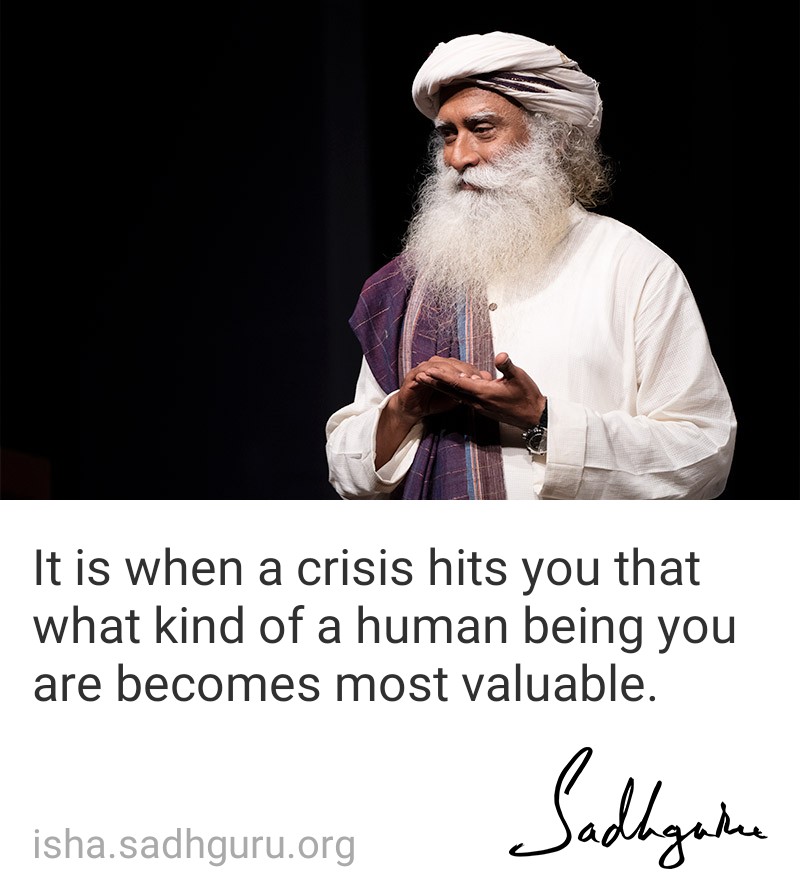 It is when a crisis hits you that
what kind of a human being you
are becomes most valuable.
Sadhguru
isha.sadhguru.org